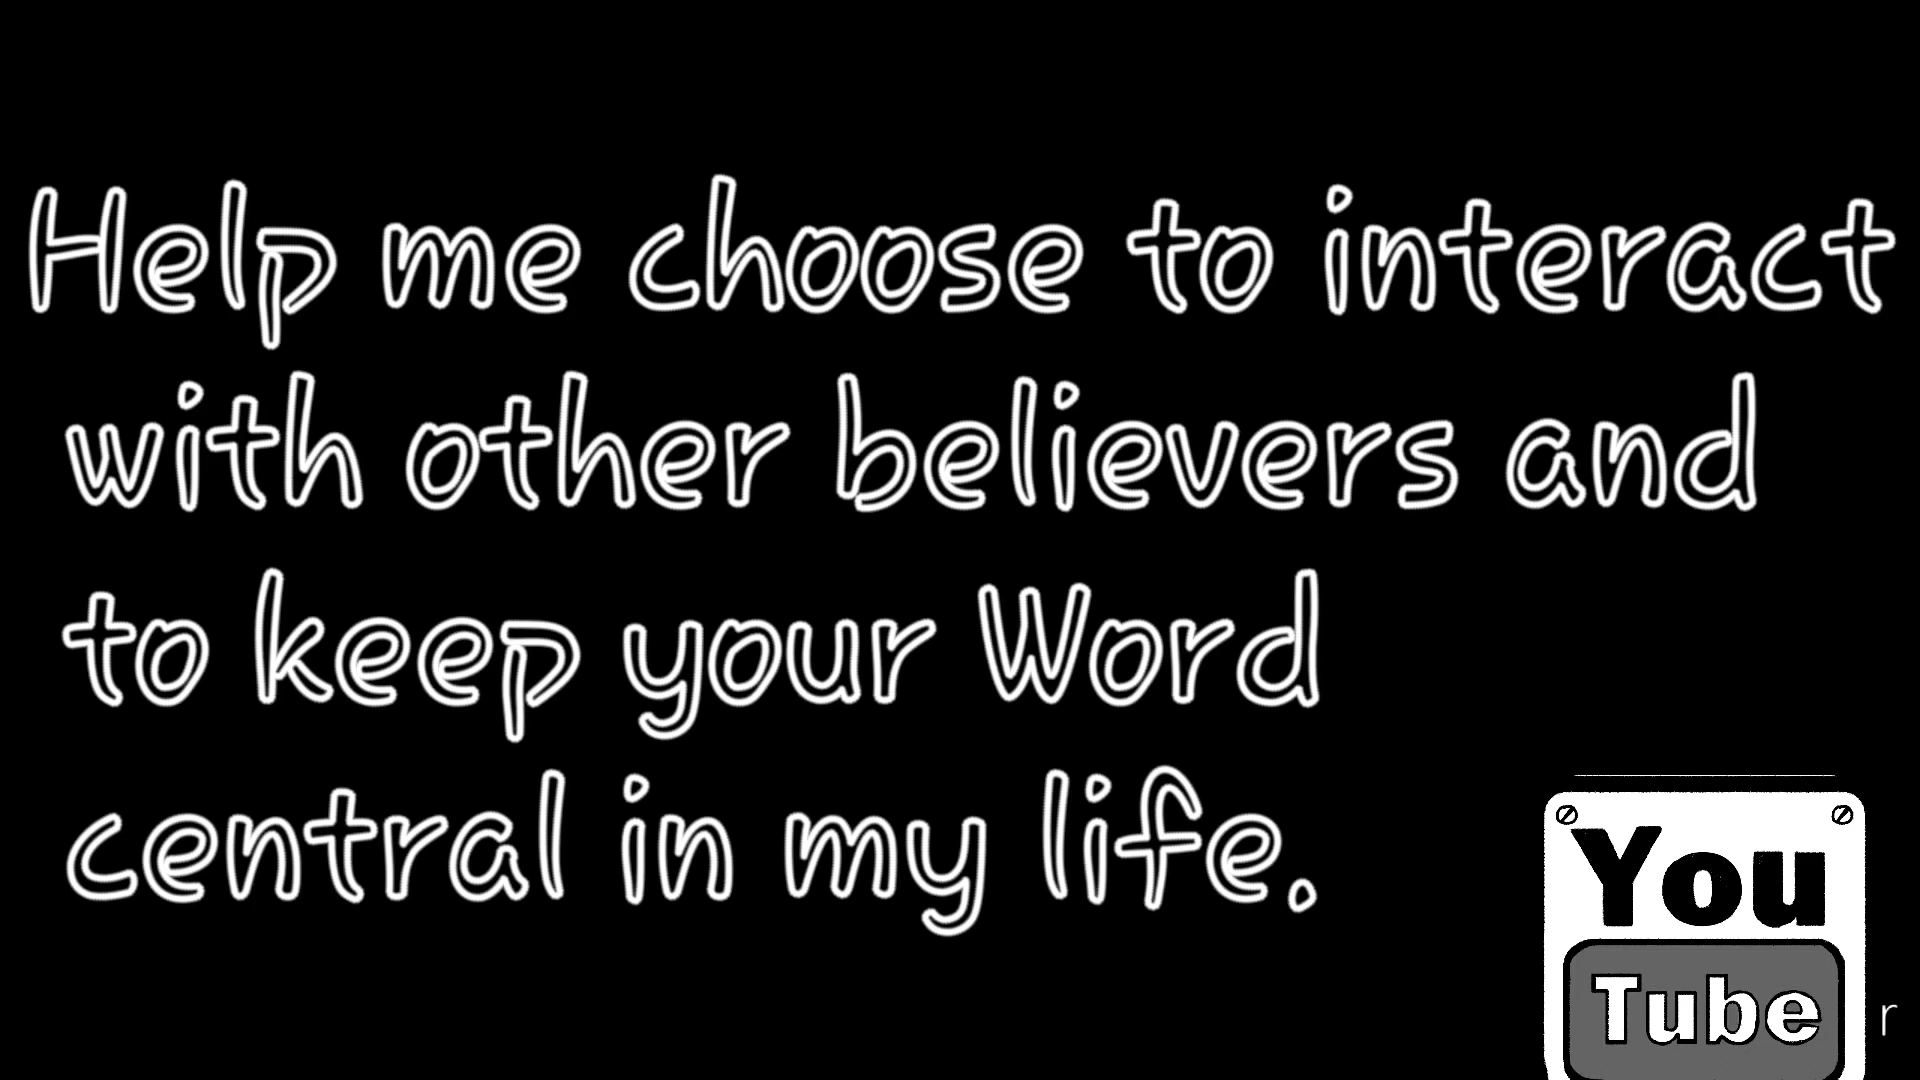 Help me choose to interact
with other believers and
to keep your Word
central in my life.
You
Tube
r